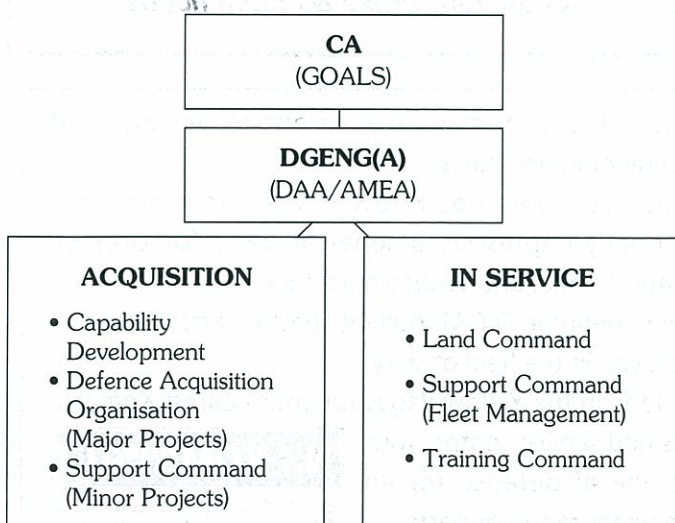 CA
(GOALS)
DGENG(A)
(DAA/AMEA)
ACQUISITION
• Capability
Development
• Defence Acquisition
Organisation
(Major Projects)
• Support Command
(Minor Projects)
IN SERVICE
• Land Command
• Support Command
(Fleet Management)
• Training Command